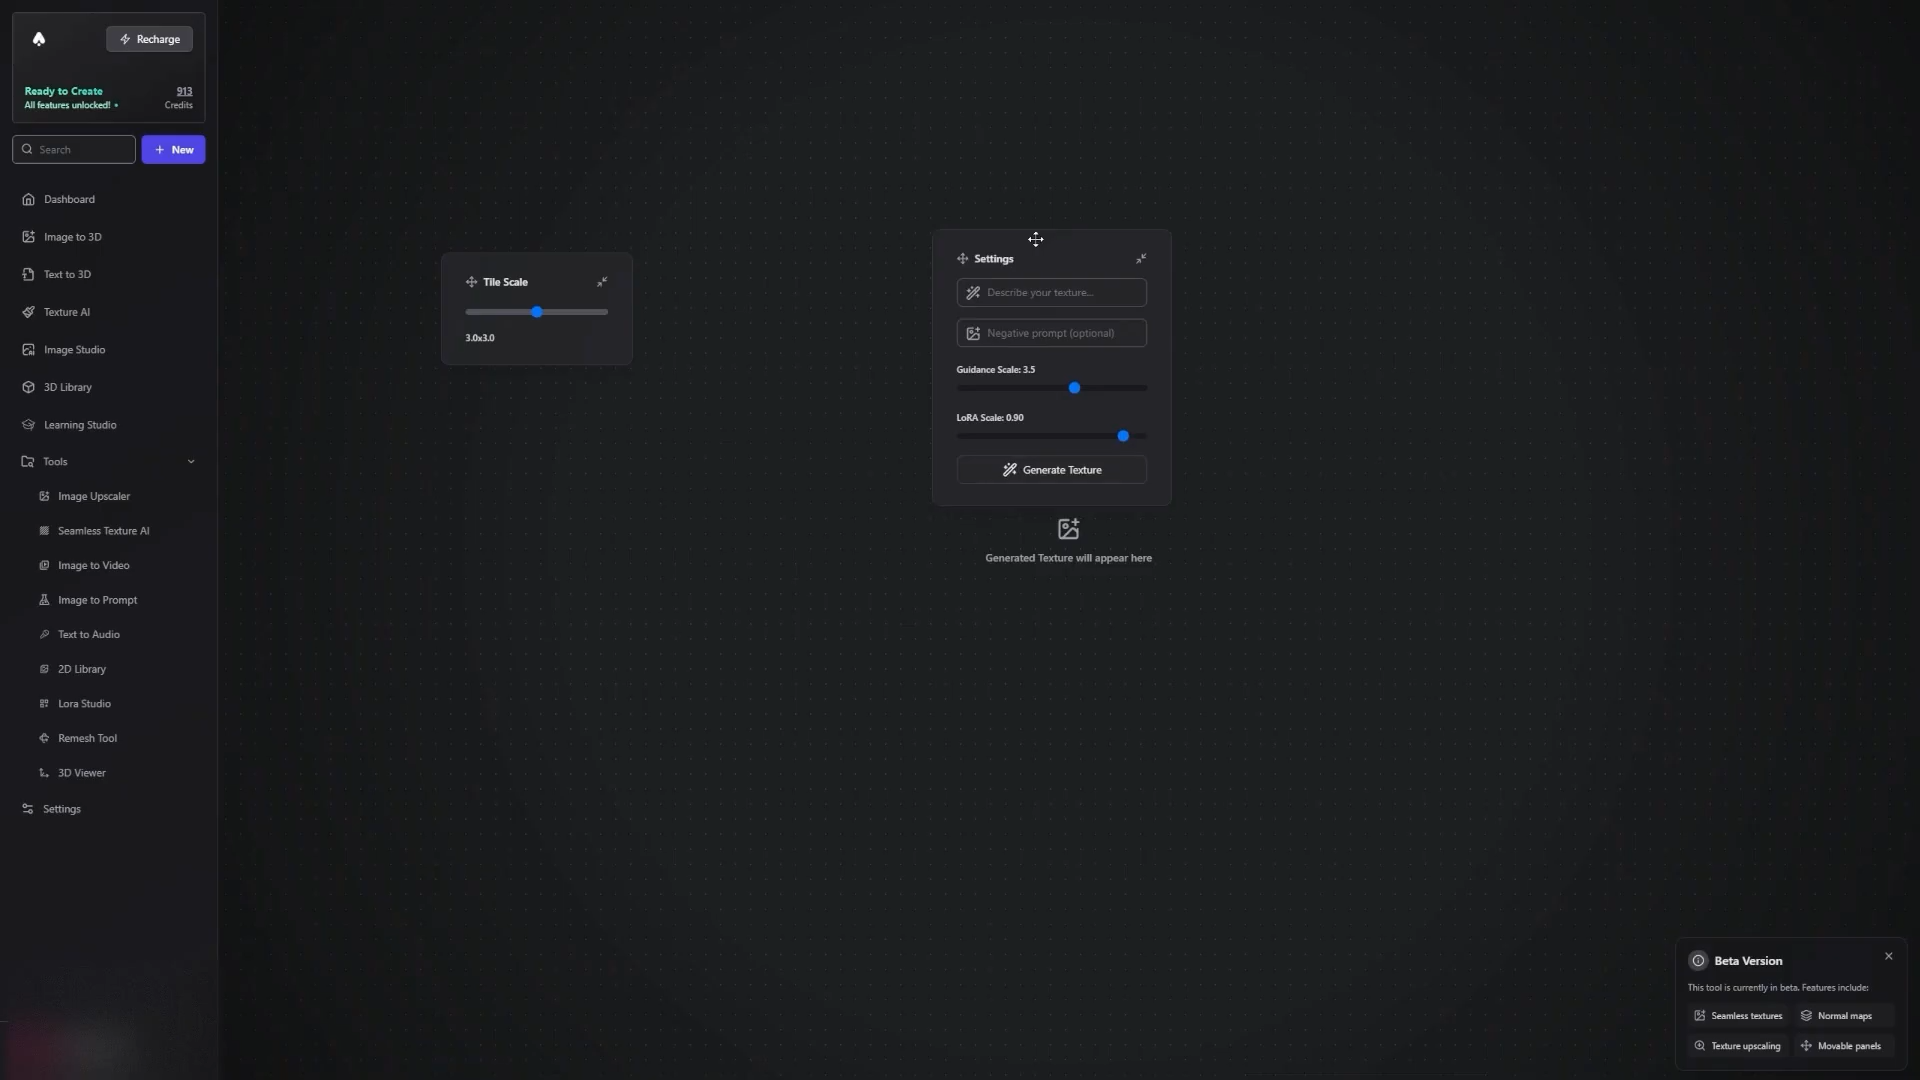 Recharge
Ready to Create
913
All features unlocked! •
Credits
Search
+ New
Dashboard
Image to 3D
Text to 3D
Texture AI
Image Studio
3D Library
Learning Studio
Tools
Image Upscaler
Seamless Texture AI
Image to Video
Image to Prompt
Text to Audio
2D Library
Lora Studio
Remesh Tool
3D Viewer
Settings
Tile Scale
3.0x3.0
Settings
Describe your texture...
Negative prompt (optional)
Guidance Scale: 3.5
LoRA Scale: 0.90
Generate Texture
Generated Texture will appear here
Beta Version
This tool is currently in beta. Features include:
Seamless textures
Normal maps
Texture upscaling
Movable panels